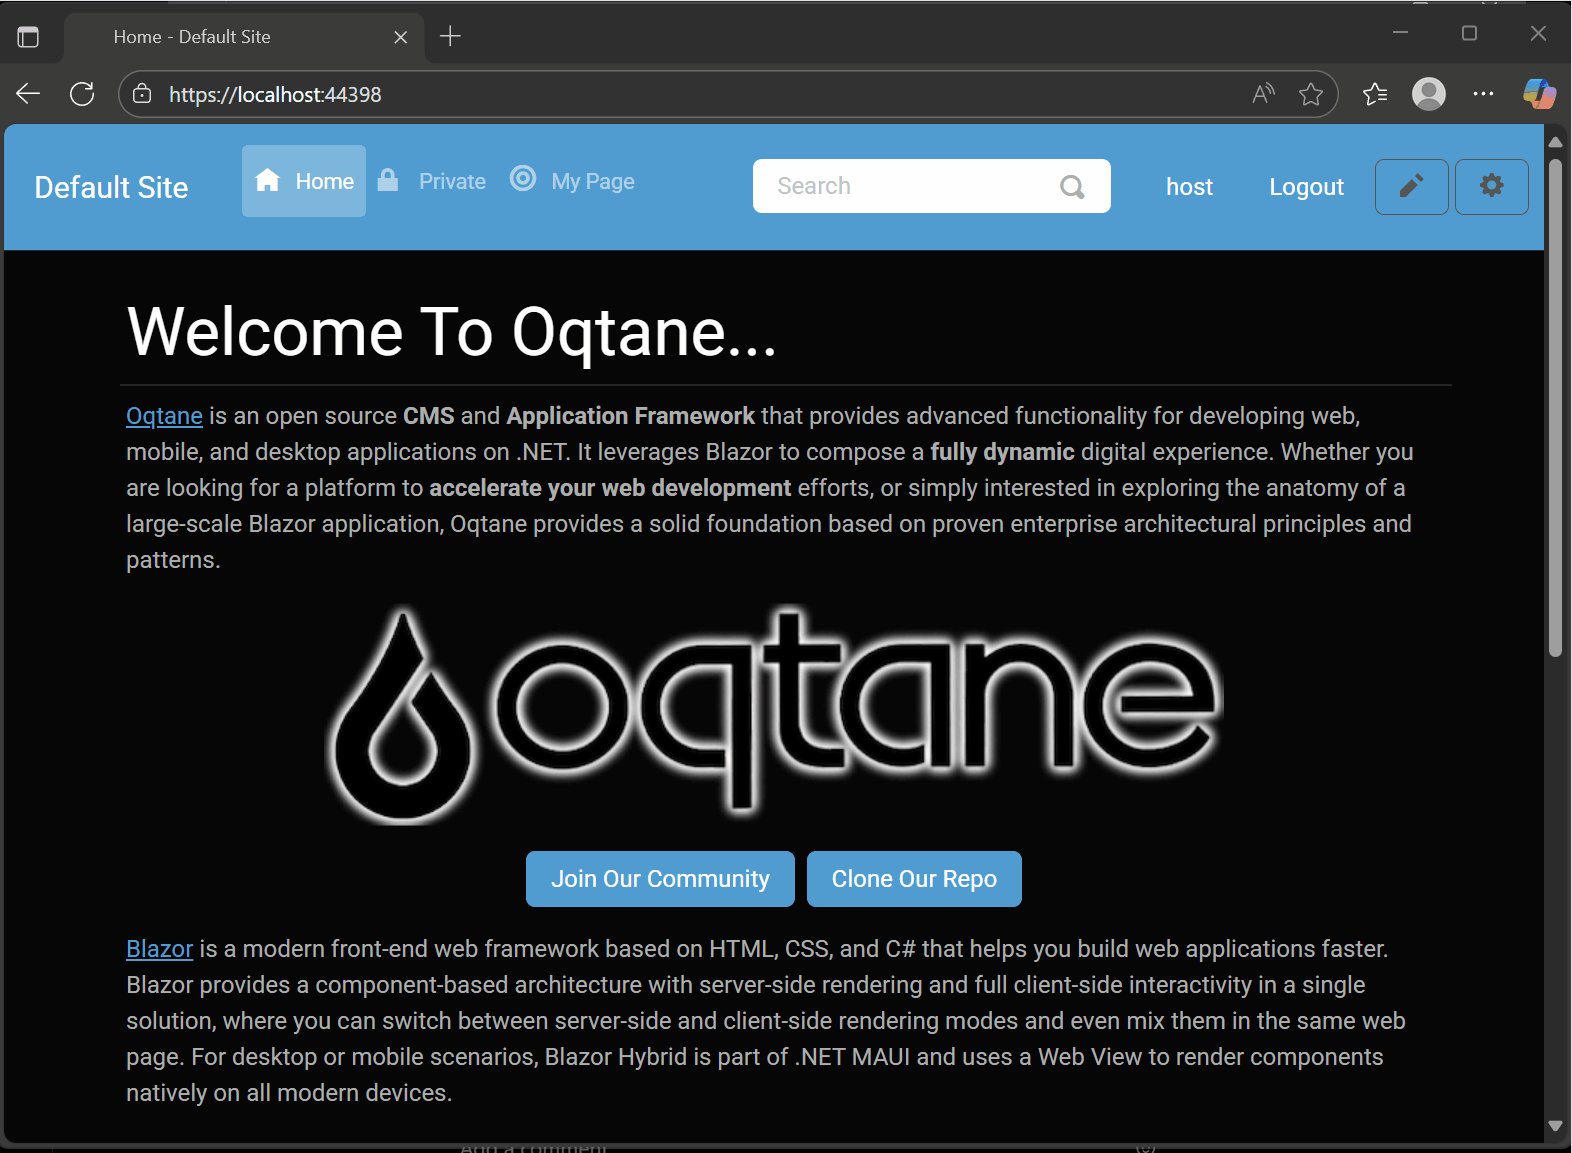 Home - Default Site
https://localhost:44398
Default Site
Home
Private
My Page
Search
host
Logout
Welcome To Oqtane...
Oqtane is an open source CMS and Application Framework that provides advanced functionality for developing web,
mobile, and desktop applications on .NET. It leverages Blazor to compose a fully dynamic digital experience. Whether you
are looking for a platform to accelerate your web development efforts, or simply interested in exploring the anatomy of a
large-scale Blazor application, Oqtane provides a solid foundation based on proven enterprise architectural principles and
patterns.
oqtane
Join Our Community
Clone Our Repo
Blazor is a modern front-end web framework based on HTML, CSS, and C# that helps you build web applications faster.
Blazor provides a component-based architecture with server-side rendering and full client-side interactivity in a single
solution, where you can switch between server-side and client-side rendering modes and even mix them in the same web
page. For desktop or mobile scenarios, Blazor Hybrid is part of .NET MAUI and uses a Web View to render components
natively on all modern devices.
Add a comment